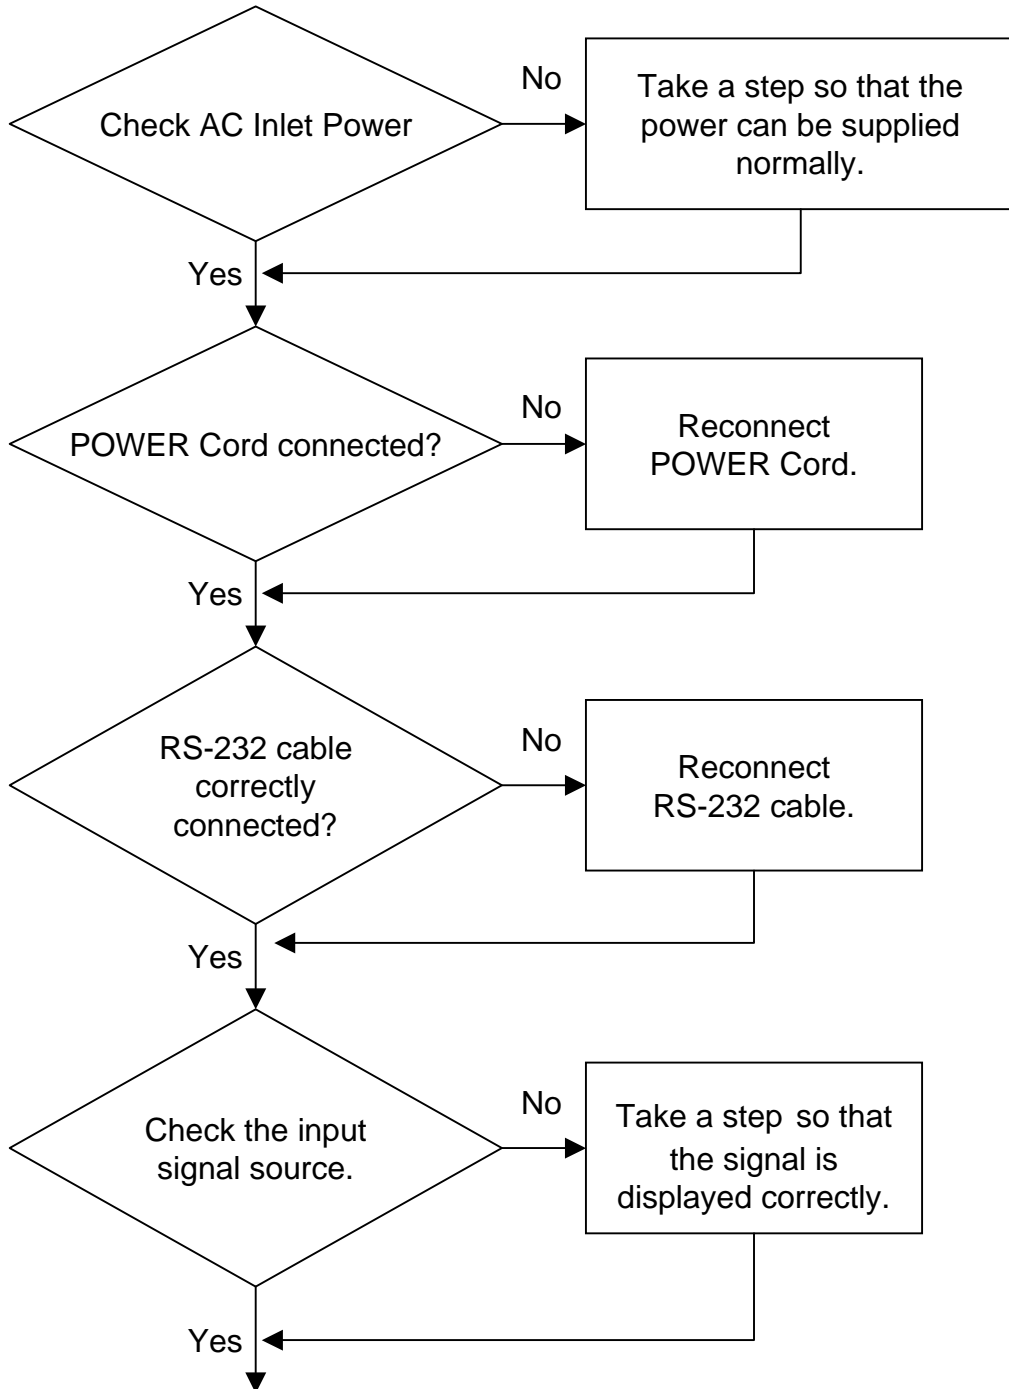 Check AC Inlet Power
No
Take a step so that the
power can be supplied
normally.
Yes
POWER Cord connected?
No
Reconnect
POWER Cord.
Yes
RS-232 cable
correctly
connected?
No
Reconnect
RS-232 cable.
Yes
Check the input
signal source.
No
Take a step so that
the signal is
displayed correctly.
Yes